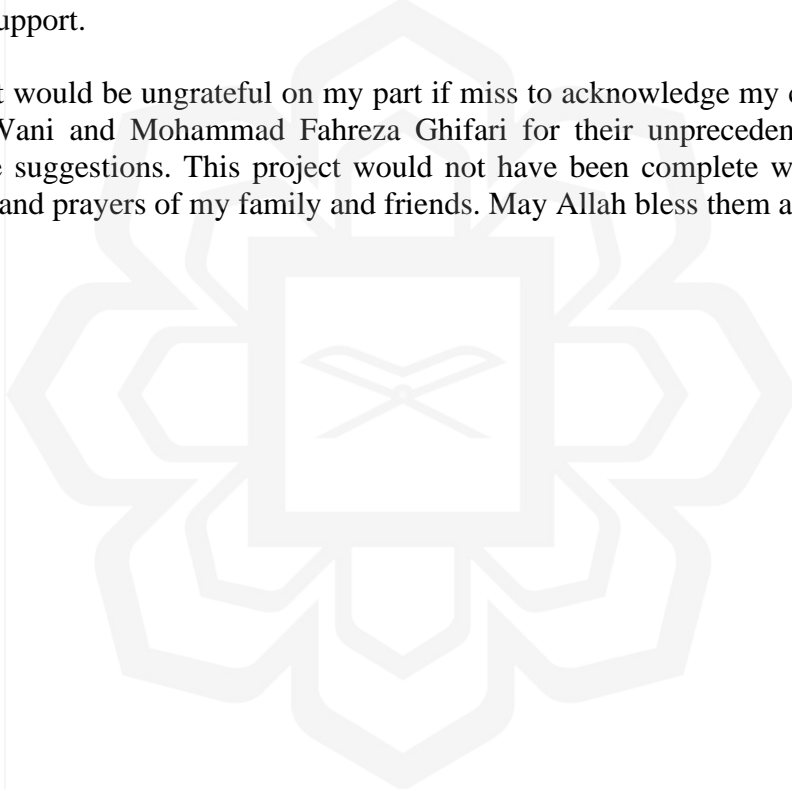 upport.
t would be ungrateful on my part if miss to acknowledge my
Wani and Mohammad Fahreza Ghifari for their unpreceden
e suggestions. This project would not have been complete w
and prayers of my family and friends. May Allah bless them a